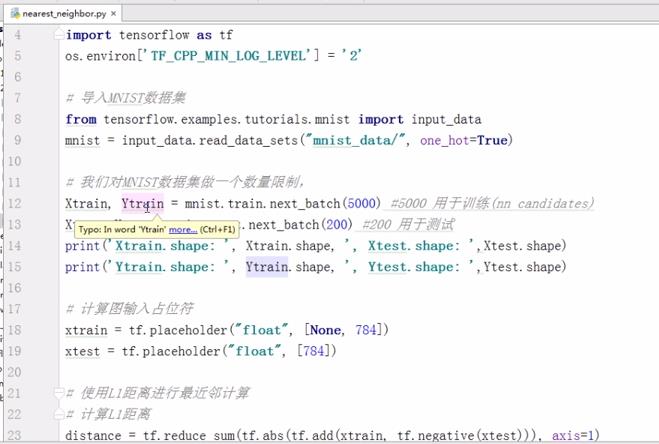 nearest_neighbor.py ×
4 import tensorflow as tf
5 os.environ['TF_CPP_MIN_LOG_LEVEL'] = '2'
6
7 # 导入MNIST数据集
8 from tensorflow.examples.tutorials.mnist import input_data
9 mnist = input_data.read_data_sets("mnist_data/", one_hot=True)
10
11 # 我们对MNIST数据集做一个数量限制,
12 Xtrain, Ytrain = mnist.train.next_batch(5000) #5000 用于训练(nn candidates)
13 .next_batch(200) #200 用于测试
Typo: In word 'Ytrain' more... (Ctrl+F1)
14 print('Xtrain.shape: ', Xtrain.shape, ', Xtest.shape: ',Xtest.shape)
15 print('Ytrain.shape: ', Ytrain.shape, ', Ytest.shape: ',Ytest.shape)
16
17 # 计算图输入占位符
18 xtrain = tf.placeholder("float", [None, 784])
19 xtest = tf.placeholder("float", [784])
20
21 # 使用L1距离进行最近邻计算
22 # 计算L1距离
23 distance = tf.reduce_sum(tf.abs(tf.add(xtrain, tf.negative(xtest))), axis=1)